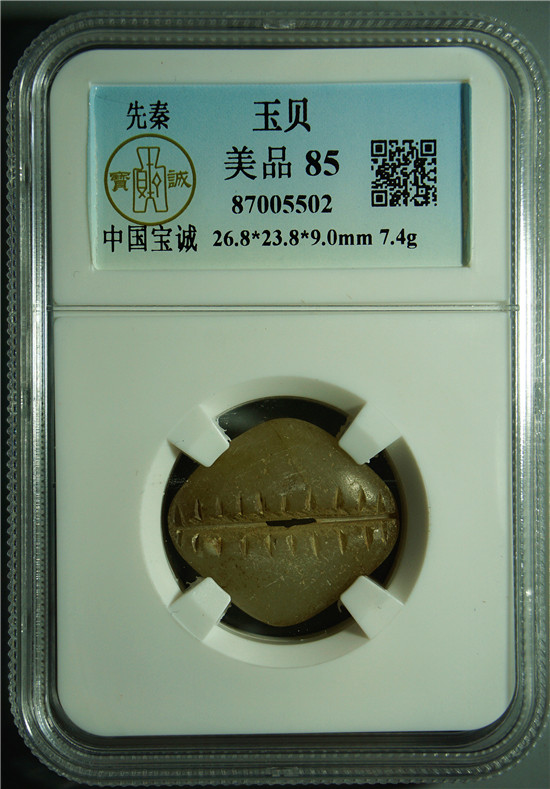 先秦
寶 誠
中国宝诚
玉贝
美品 85
87005502
26.8*23.8*9.0mm 7.4g